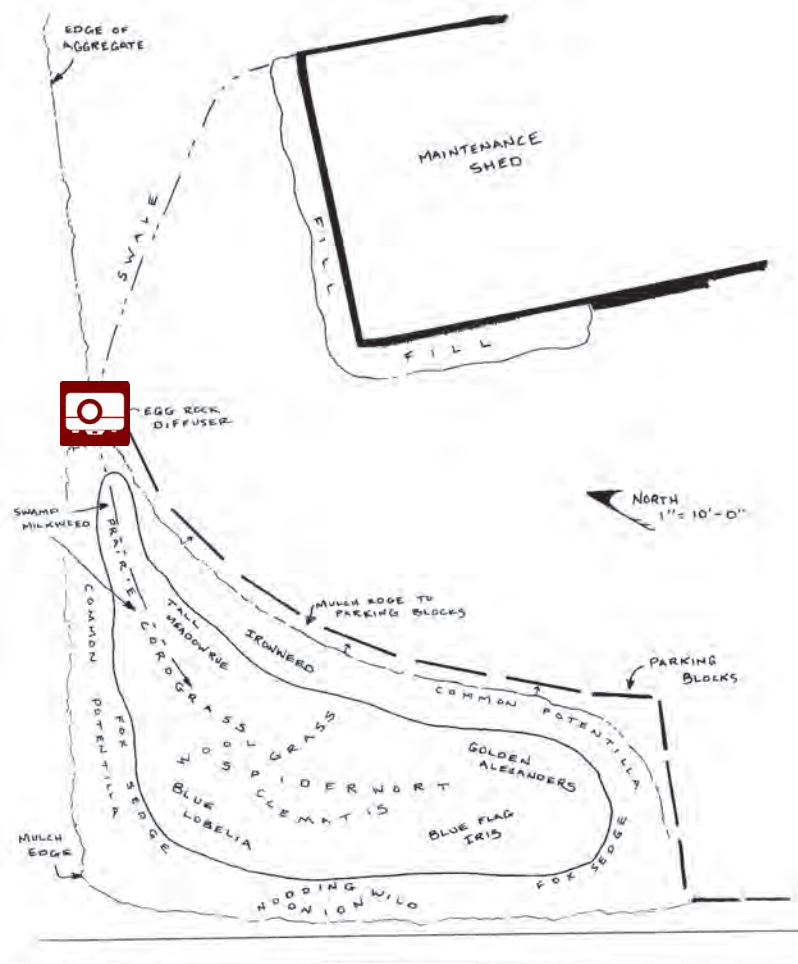 EDGE OF
AGGREGATE
MAINTENANCE
SHED
SWALE
FILL
FILL
EGG ROCK
DIFFUSER
NORTH
1" = 10'-0"
SWAMP
MILKWEED
PRAIRIE CORDGRASS
COMMON POTENTILLA
TALL
MEADOWRUE
IRONWEED
MULCH EDGE TO
PARKING BLOCKS
PARKING
BLOCKS
COMMON POTENTILLA
FOX SEDGE
WOOL GRASS
SPIDERWORT
CLEMATIS
GOLDEN
ALEXANDERS
BLUE
LOBELIA
BLUE FLAG
IRIS
FOX SEDGE
MULCH
EDGE
NODDING WILD
ONION